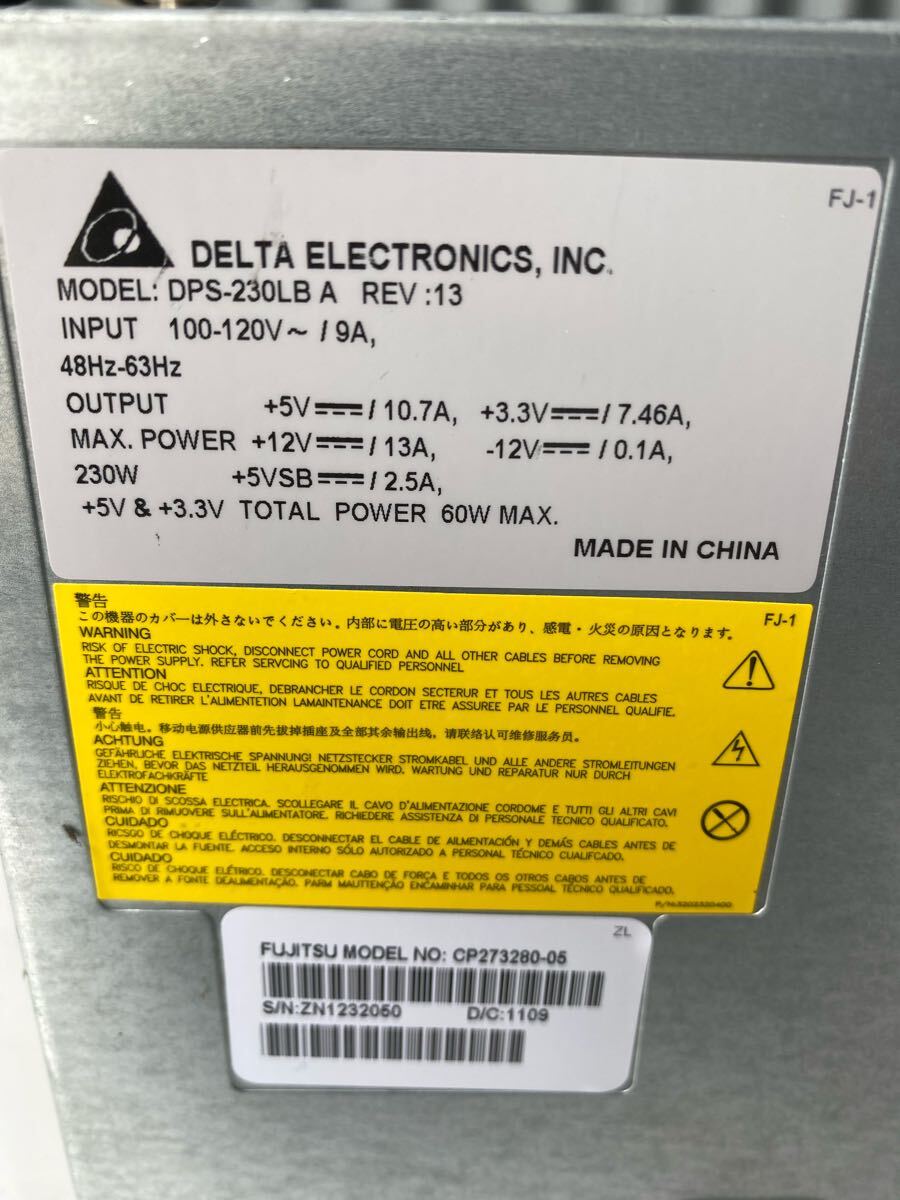 FJ-1
DELTA ELECTRONICS, INC.
MODEL: DPS-230LB A REV :13
INPUT 100-120V～ / 9A,
48Hz-63Hz
OUTPUT +5V⎓/ 10.7A, +3.3V⎓/ 7.46A,
MAX. POWER +12V⎓/ 13A, -12V⎓/ 0.1A,
230W +5VSB⎓/ 2.5A,
+5V & +3.3V TOTAL POWER 60W MAX.
MADE IN CHINA
警告 FJ-1
この機器のカバーは外さないでください。内部に電圧の高い部分があり、感電・火災の原因となります。
WARNING
RISK OF ELECTRIC SHOCK, DISCONNECT POWER CORD AND ALL OTHER CABLES BEFORE REMOVING
THE POWER SUPPLY. REFER SERVCING TO QUALIFIED PERSONNEL
ATTENTION
RISQUE DE CHOC ELECTRIQUE, DEBRANCHER LE CORDON SECTERUR ET TOUS LES AUTRES CABLES
AVANT DE RETIRER L'ALIMENTETION LAMAINTENANCE DOIT ETRE ASSUREE PAR LE PERSONNEL QUALIFIE.
警告
小心触电。移动电源供应器前先拔掉插座及全部其余输出线。请联络认可维修服务员。
ACHTUNG
GEFÄHRLICHE ELEKTRISCHE SPANNUNG! NETZSTECKER STROMKABEL UND ALLE ANDERE STROMLEITUNGEN
ZIEHEN, BEVOR DAS NETZTEIL HERAUSGENOMMEN WIRD. WARTUNG UND REPARATUR NUR DURCH
ELEKTROFACHKRÄFTE
ATTENZIONE
RISCHIO DI SCOSSA ELECTRICA. SCOLLEGARE IL CAVO D'ALIMENTAZIONE CORDOME E TUTTI GLI ALTRI CAVI
PRIMA DI RIMUOVERE SULL'ALIMENTATORE. RICHIEDERE ASSISTENZA DI PERSONALE TECNICO QUALIFICATO.
CUIDADO
RICSGO DE CHOQUE ELÉCTRICO. DESCONNECTAR EL CABLE DE AILMENTACIÓN Y DEMÁS CABLES ANTES DE
DESMONTAR LA FUENTE. ACCESO INTERNO SÓLO AUTORIZADO A PERSONAL TÉCNICO CUALIFCADO.
CUIDADO
RISCO DE CHOQUE ELÉTRICO. DESCONECTAR CABO DE FORÇA E TODOS OS OTROS CABOS ANTES DE
REMOVER A FONTE DEALIMENTAÇÃO. PARM MAUTTENÇÃO ENCAMINHAR PARA PESSOAL TÉCNICO QUALIFICADO.
P/N:3202320400
ZL
FUJITSU MODEL NO: CP273280-05
S/N:ZN1232050 D/C:1109